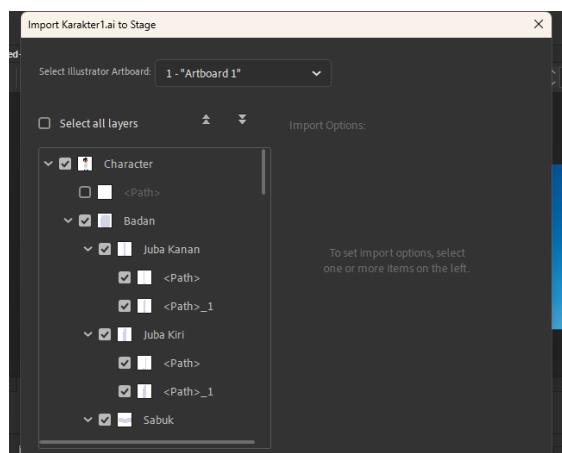 Import Karakter1.ai to Stage
ed-
Select Illustrator Artboard: 1 - "Artboard 1"
Select all layers
Import Options:
Character
<Path>
Badan
Juba Kanan
<Path>
<Path>_1
Juba Kiri
<Path>
<Path>_1
Sabuk
To set import options, select
one or more items on the left.